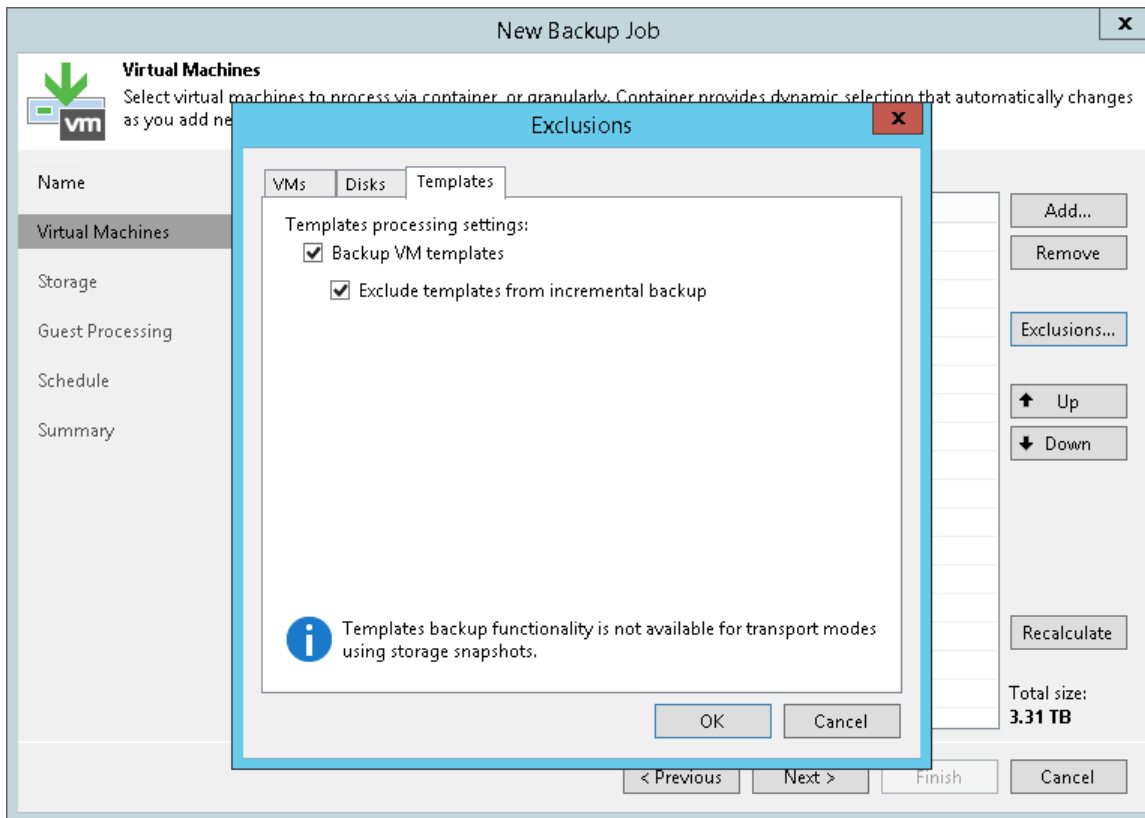 New Backup Job
x
Virtual Machines
Select virtual machines to process via container, or granularly. Container provides dynamic selection that automatically changes
as you add ne
vm
Exclusions
x
Name
Virtual Machines
Storage
Guest Processing
Schedule
Summary
VMs
Disks
Templates
Templates processing settings:
Backup VM templates
Exclude templates from incremental backup
Templates backup functionality is not available for transport modes
using storage snapshots.
OK
Cancel
Add...
Remove
Exclusions...
Up
Down
Recalculate
Total size:
3.31 TB
< Previous
Next >
Finish
Cancel